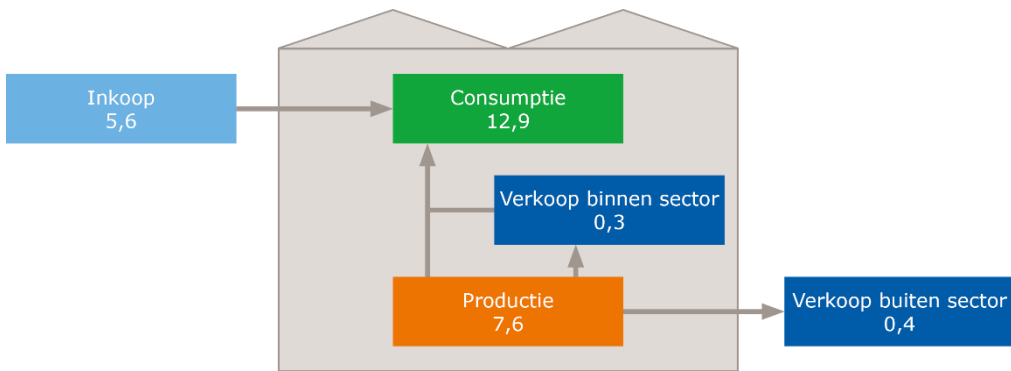 Inkoop
5,6
Consumptie
12,9
Verkoop binnen sector
0,3
Productie
7,6
Verkoop buiten sector
0,4